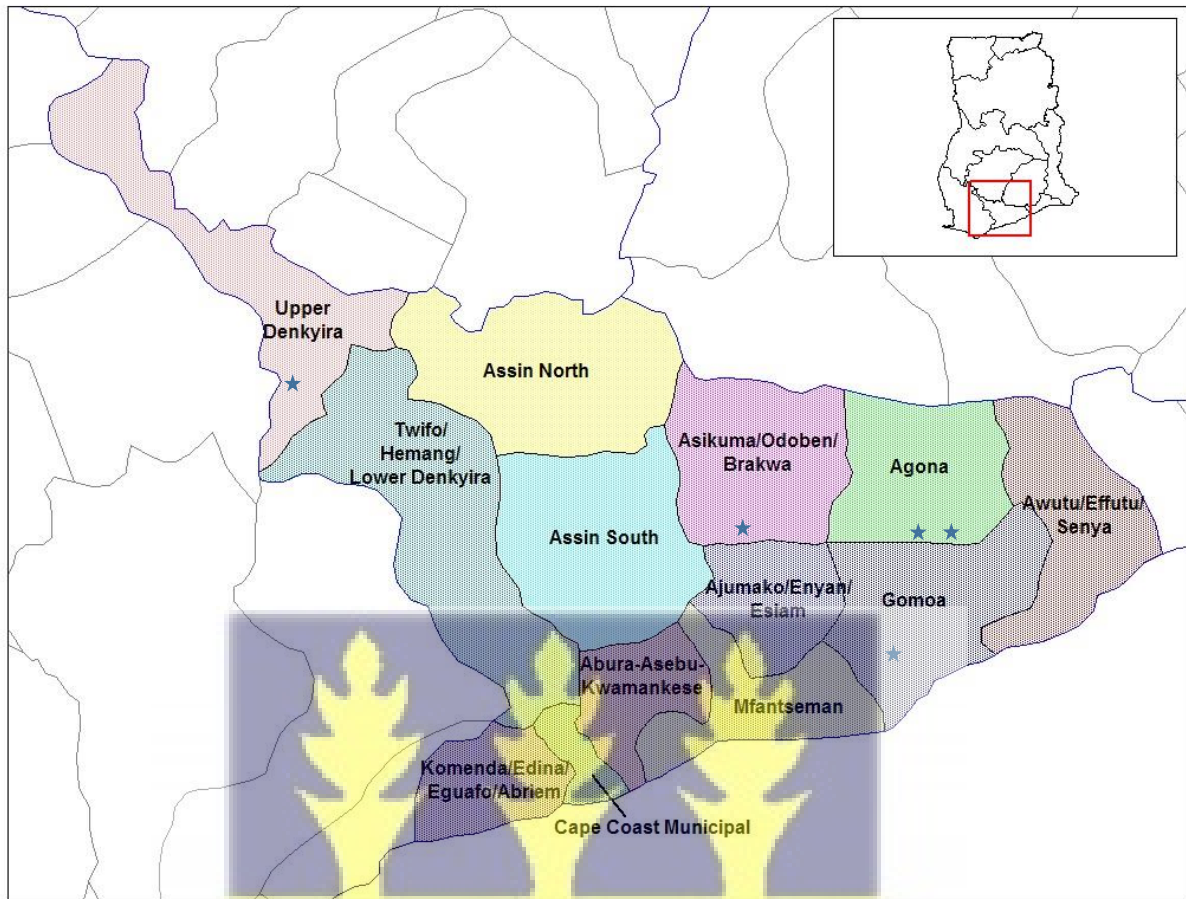 Upper
Denkyira
Assin North
Twifo/
Hemang/
Lower Denkyira
Asikuma/Odoben/
Brakwa
Agona
Awutu/Effutu/
Senya
Assin South
Ajumako/Enyan/
Esiam
Gomoa
Abura-Asebu-
Kwamankese
Mfantseman
Komenda/Edina/
Eguafo/Abriem
Cape Coast Municipal